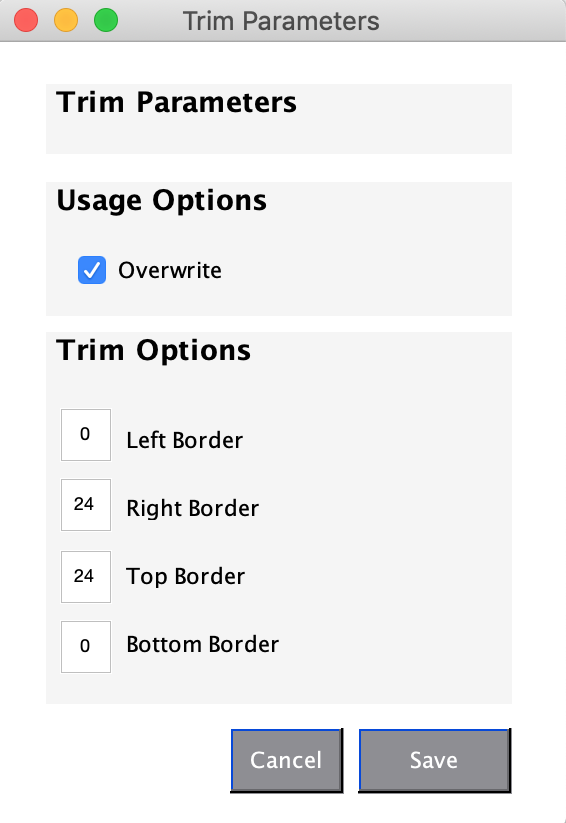 Trim Parameters
Trim Parameters
Usage Options
Overwrite
Trim Options
0 Left Border
24 Right Border
24 Top Border
0 Bottom Border
Cancel Save